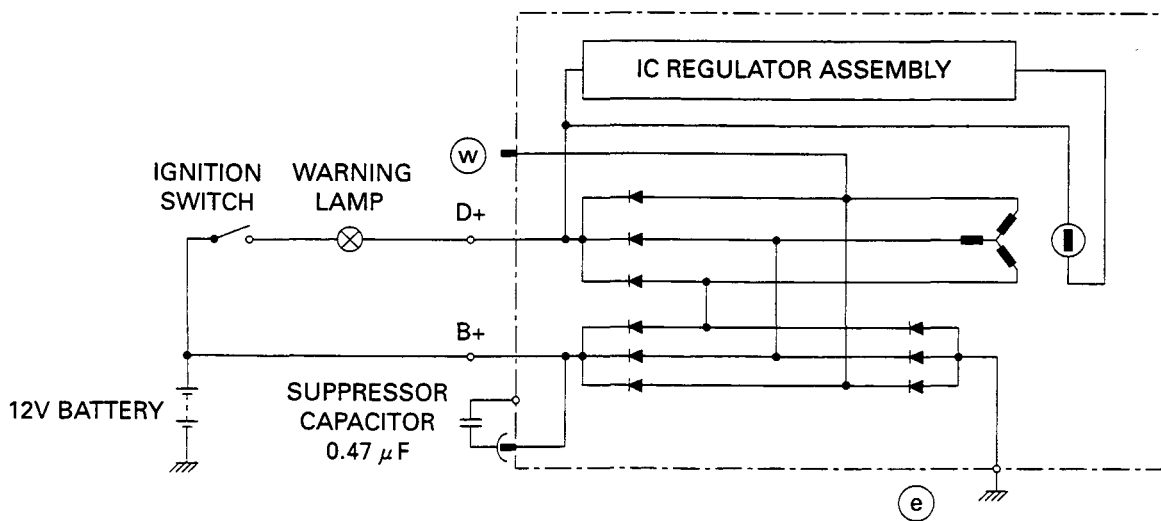 IC REGULATOR ASSEMBLY
W
IGNITION
SWITCH
WARNING
LAMP
D+
B+
12V BATTERY
SUPPRESSOR
CAPACITOR
0.47 μF
e